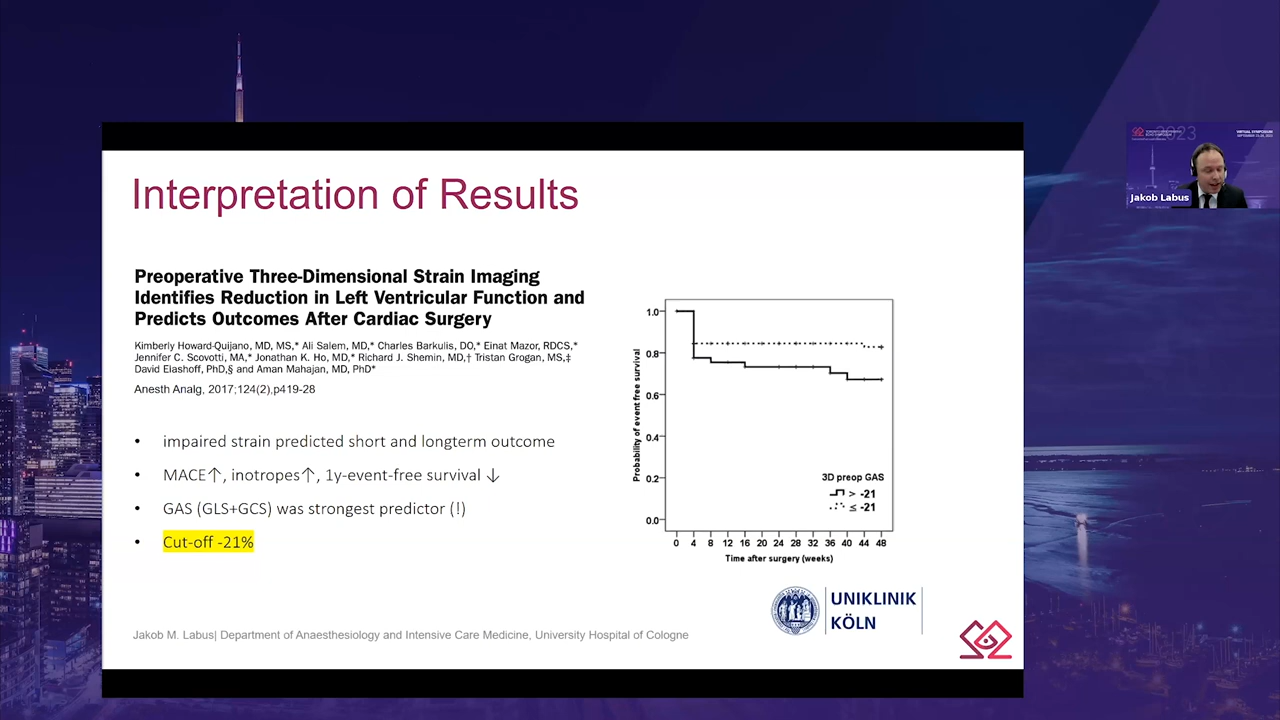 Interpretation of Results
Preoperative Three-Dimensional Strain Imaging
Identifies Reduction in Left Ventricular Function and
Predicts Outcomes After Cardiac Surgery
Kimberly Howard-Quijano, MD, MS,* Ali Salem, MD,* Charles Barkulis, DO,* Einat Mazor, RDCS,*
Jennifer C. Scovotti, MA,* Jonathan K. Ho, MD,* Richard J. Shemin, MD,† Tristan Grogan, MS,‡
David Elashoff, PhD,§ and Aman Mahajan, MD, PhD*
Anesth Analg, 2017;124(2),p419-28
• impaired strain predicted short and longterm outcome
• MACE↑, inotropes↑, 1y-event-free survival ↓
• GAS (GLS+GCS) was strongest predictor (!)
• Cut-off -21%
Probability of event free survival
1.0
0.8
0.6
0.4
0.2
0.0
3D preop GAS
> -21
≤ -21
0 4 8 12 16 20 24 28 32 36 40 44 48
Time after surgery (weeks)
UNIKLINIK
KÖLN
Jakob M. Labus| Department of Anaesthesiology and Intensive Care Medicine, University Hospital of Cologne
2023
VIRTUAL SYMPOSIUM
Jakob Labus